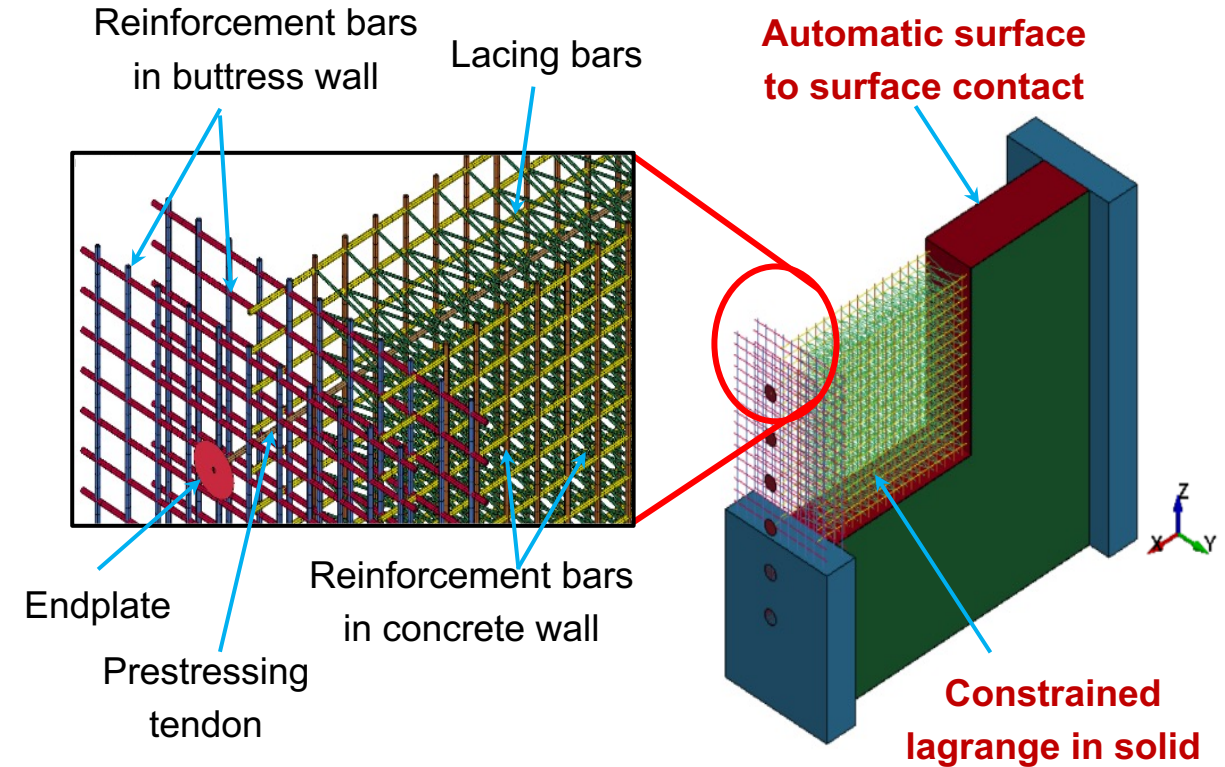 Reinforcement bars
in buttress wall
Lacing bars
Automatic surface
to surface contact
Endplate
Prestressing
tendon
Reinforcement bars
in concrete wall
Constrained
lagrange in solid
Z
X
Y